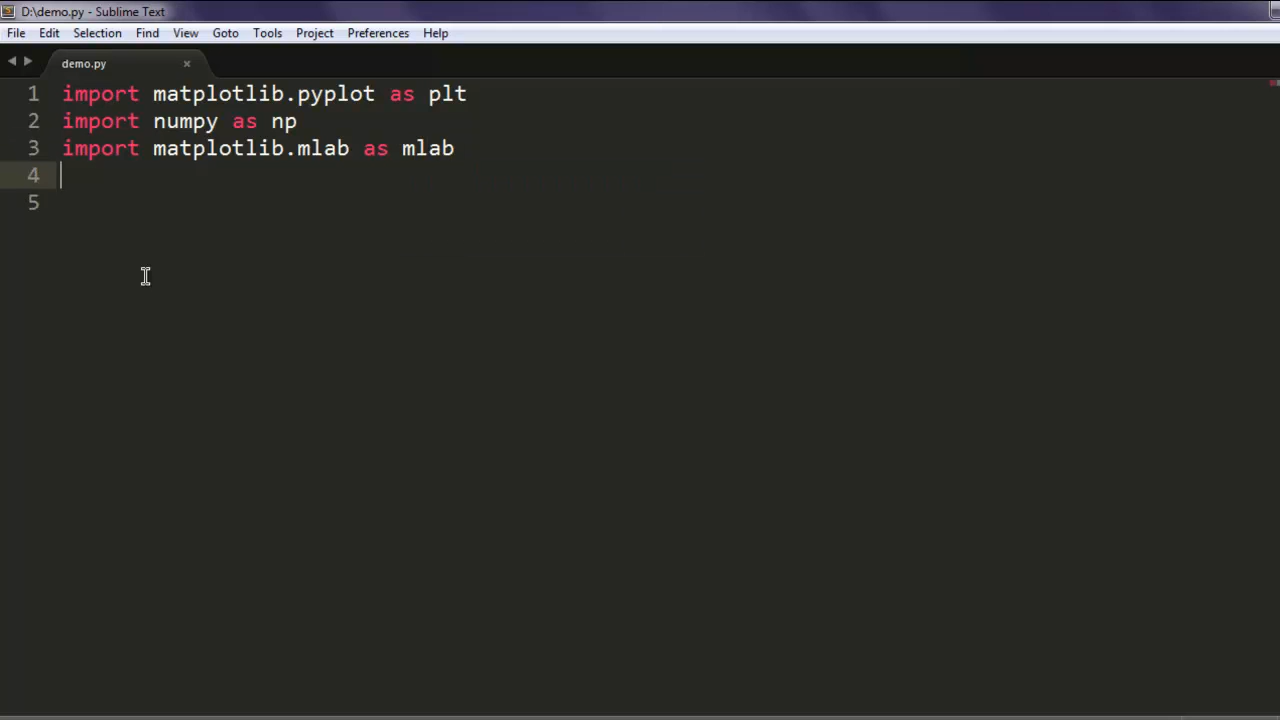 D:\demo.py - Sublime Text
File Edit Selection Find View Goto Tools Project Preferences Help
demo.py ×
1 import matplotlib.pyplot as plt
2 import numpy as np
3 import matplotlib.mlab as mlab
4
5